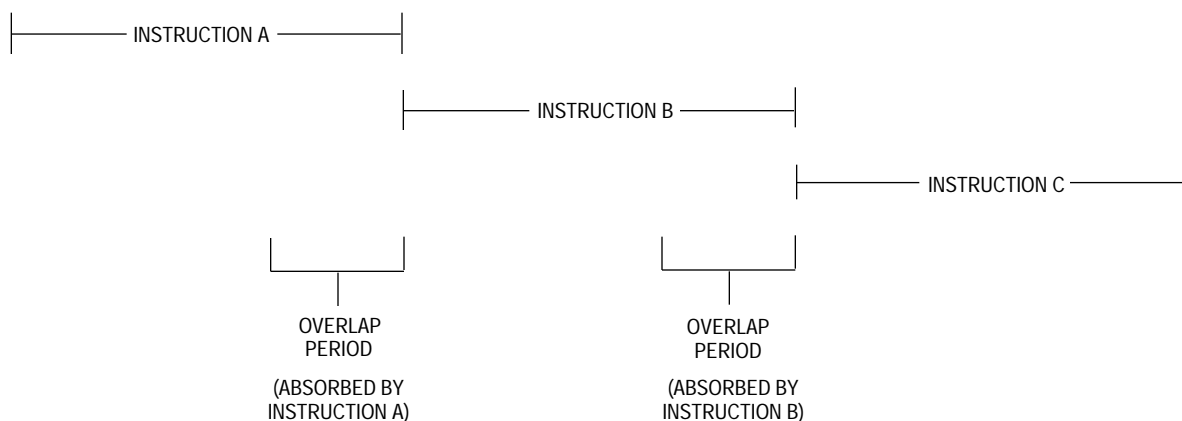 INSTRUCTION A
INSTRUCTION B
INSTRUCTION C
OVERLAP
PERIOD
(ABSORBED BY
INSTRUCTION A)
OVERLAP
PERIOD
(ABSORBED BY
INSTRUCTION B)